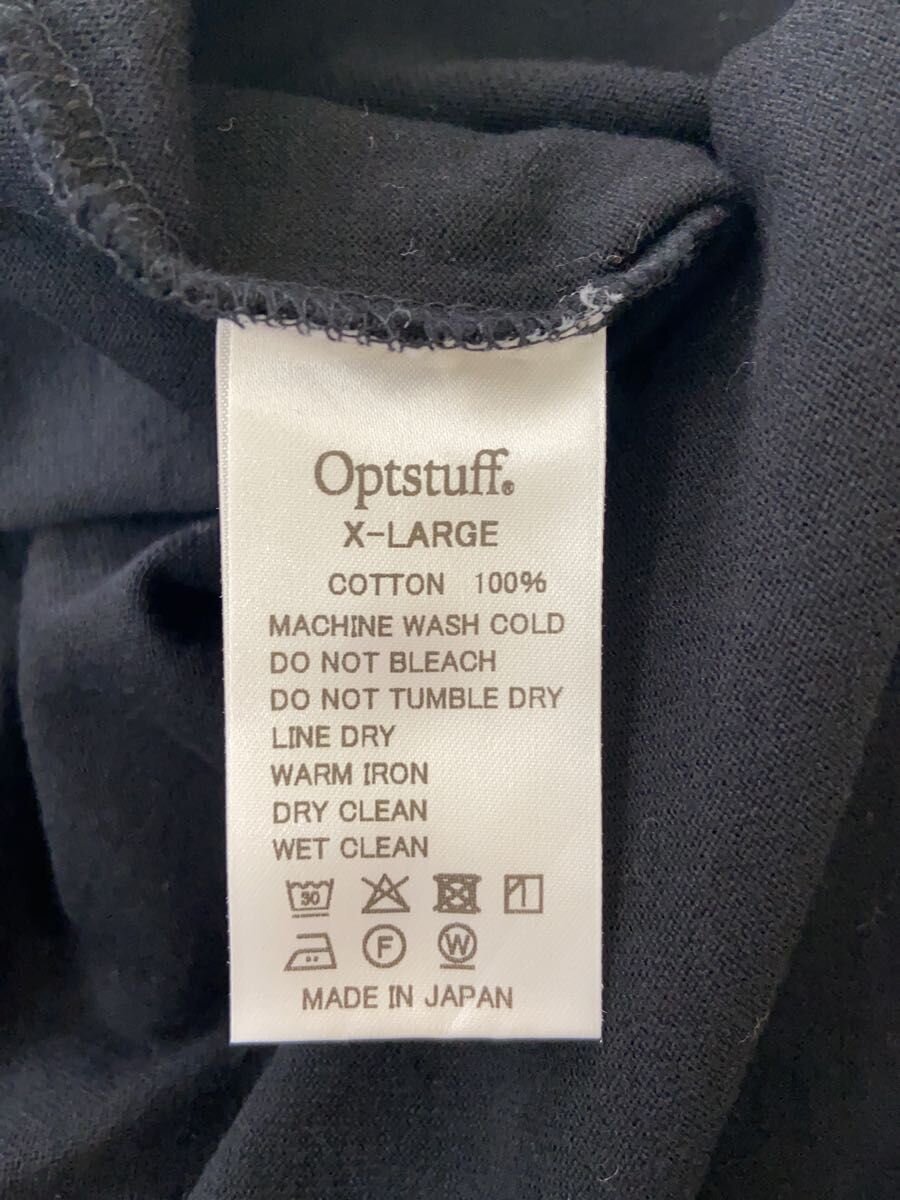 Optstuff®
X-LARGE
COTTON 100%
MACHINE WASH COLD
DO NOT BLEACH
DO NOT TUMBLE DRY
LINE DRY
WARM IRON
DRY CLEAN
WET CLEAN
30
F W
MADE IN JAPAN